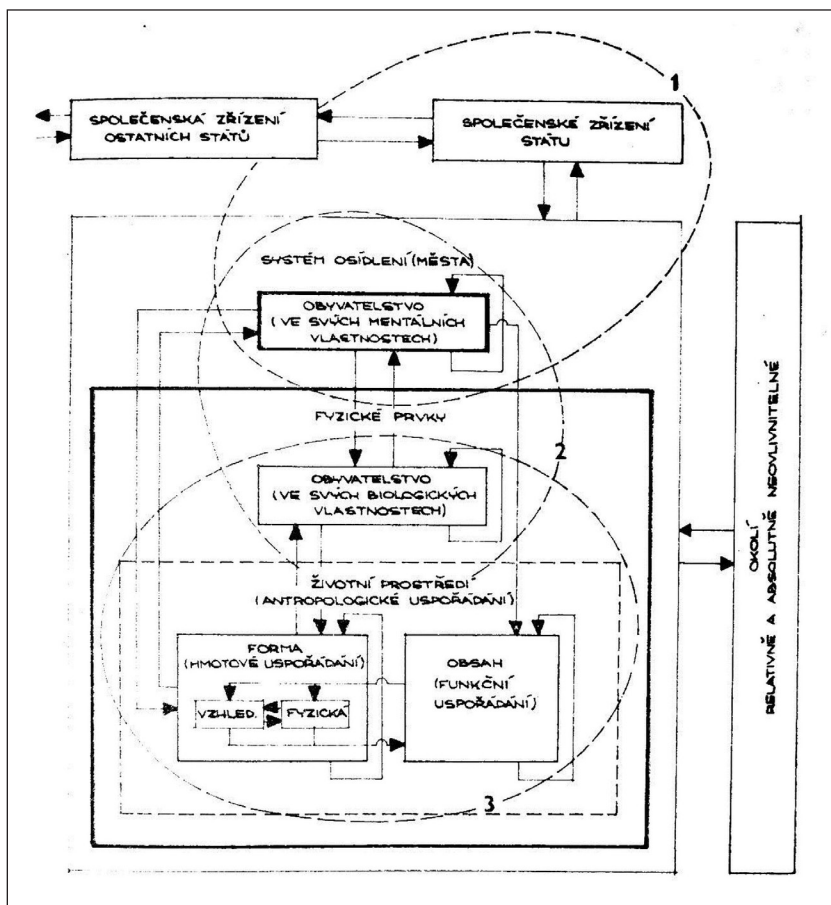 1
SPOLEČENSKÁ ZŘÍZENÍ
OSTATNÍCH STÁTŮ
SPOLEČENSKÉ ZŘÍZENÍ
STÁTU
SYSTÉM OSÍDLENÍ (MĚSTA)
OBYVATELSTVO
(VE SVÝCH MENTÁLNÍCH
VLASTNOSTECH)
FYZICKÉ PRVKY
2
OBYVATELSTVO
(VE SVÝCH BIOLOGICKÝCH
VLASTNOSTECH)
ŽIVOTNÍ PROSTŘEDÍ
(ANTROPOLOGICKÉ USPOŘÁDÁNÍ)
FORMA
(HMOTOVÉ USPOŘÁDÁNÍ)
VZHLED.
FYZICKÁ
OBSAH
(FUNKČNÍ
USPOŘÁDÁNÍ)
3
OKOLÍ
RELATIVNĚ A ABSOLUTNĚ NEOVLIVNITELNÉ